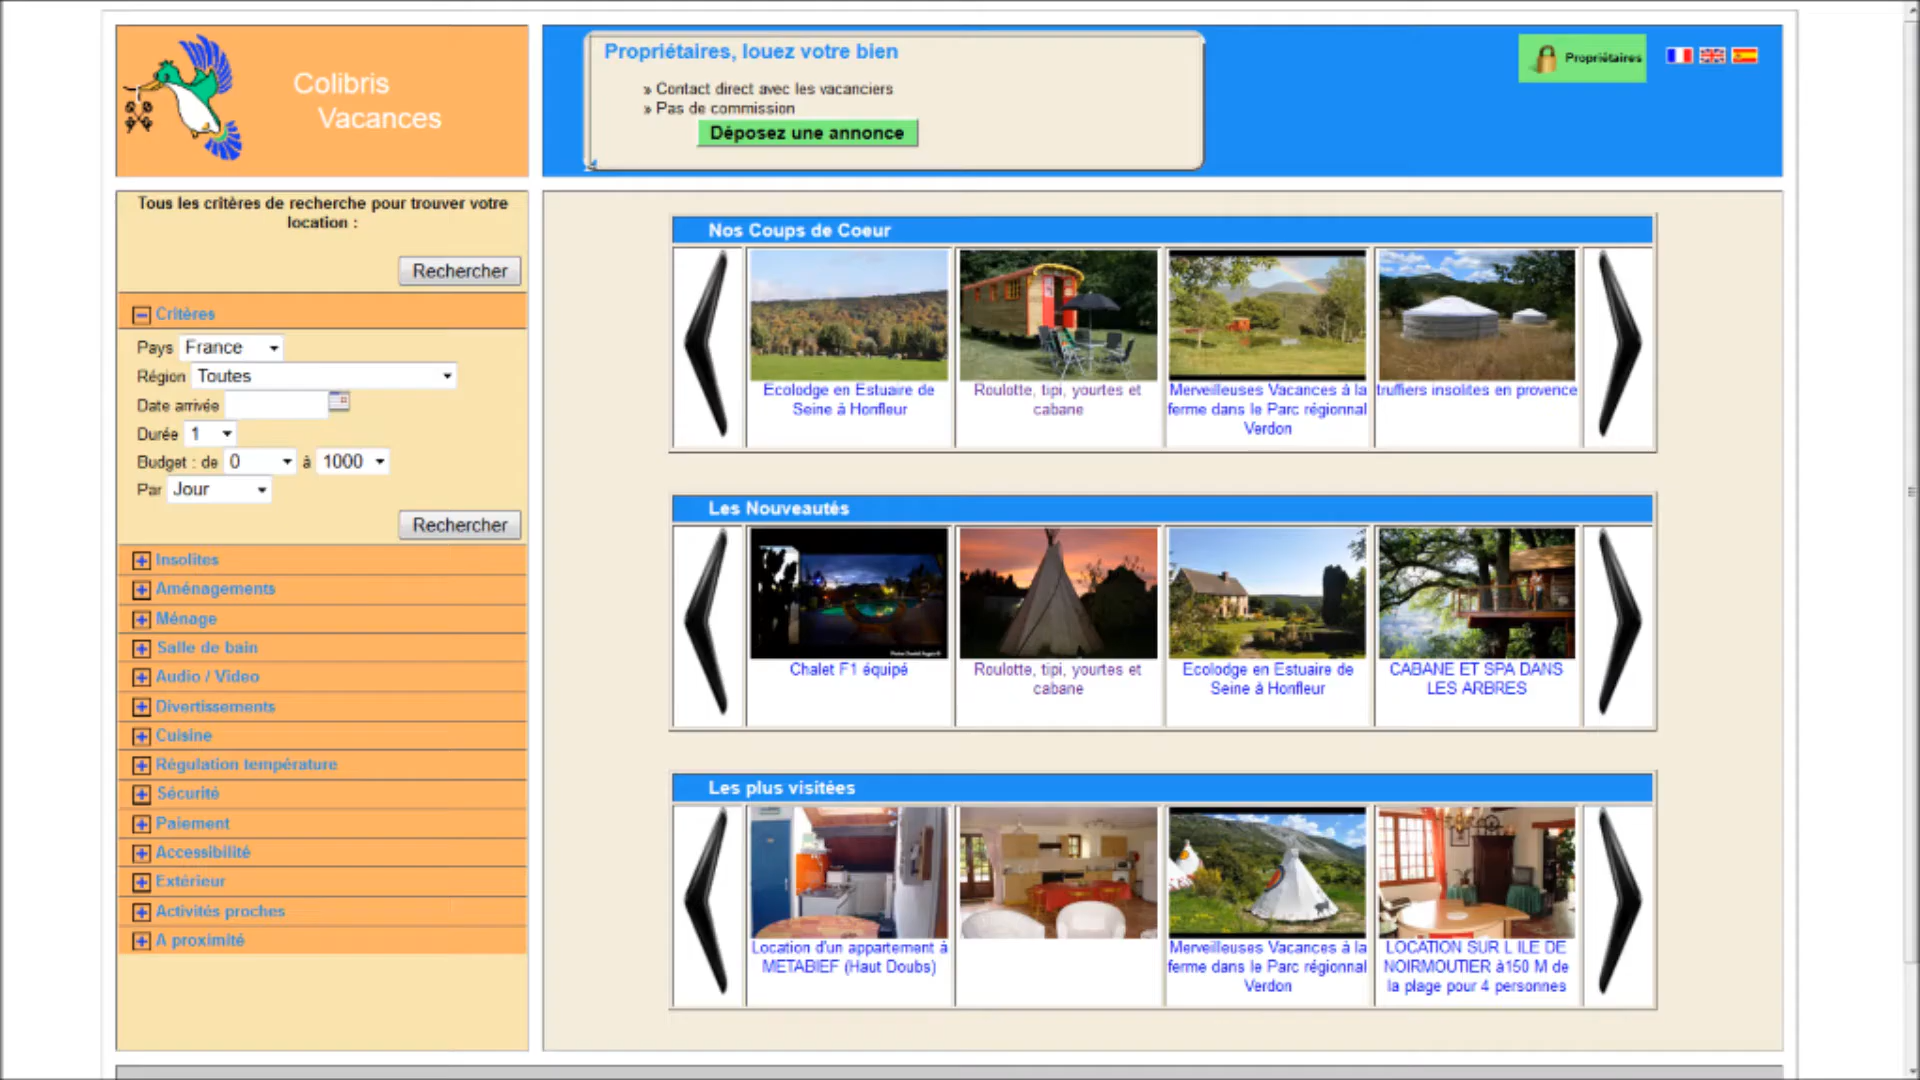 Colibris
Vacances
Propriétaires, louez votre bien
» Contact direct avec les vacanciers
» Pas de commission
Déposez une annonce
Propriétaires
Tous les critères de recherche pour trouver votre
location :
Rechercher
Critères
Pays France
Région Toutes
Date arrivée
Durée 1
Budget : de 0 à 1000
Par Jour
Rechercher
Insolites
Aménagements
Ménage
Salle de bain
Audio / Video
Divertissements
Cuisine
Régulation température
Sécurité
Paiement
Accessibilité
Extérieur
Activités proches
A proximité
Nos Coups de Coeur
Ecolodge en Estuaire de
Seine à Honfleur
Roulotte, tipi, yourtes et
cabane
Merveilleuses Vacances à la
ferme dans le Parc régionnal
Verdon
truffiers insolites en provence
Les Nouveautés
Chalet F1 équipé
Roulotte, tipi, yourtes et
cabane
Ecolodge en Estuaire de
Seine à Honfleur
CABANE ET SPA DANS
LES ARBRES
Les plus visitées
Location d'un appartement à
METABIEF (Haut Doubs)
Merveilleuses Vacances à la
ferme dans le Parc régionnal
Verdon
LOCATION SUR L ILE DE
NOIRMOUTIER à150 M de
la plage pour 4 personnes